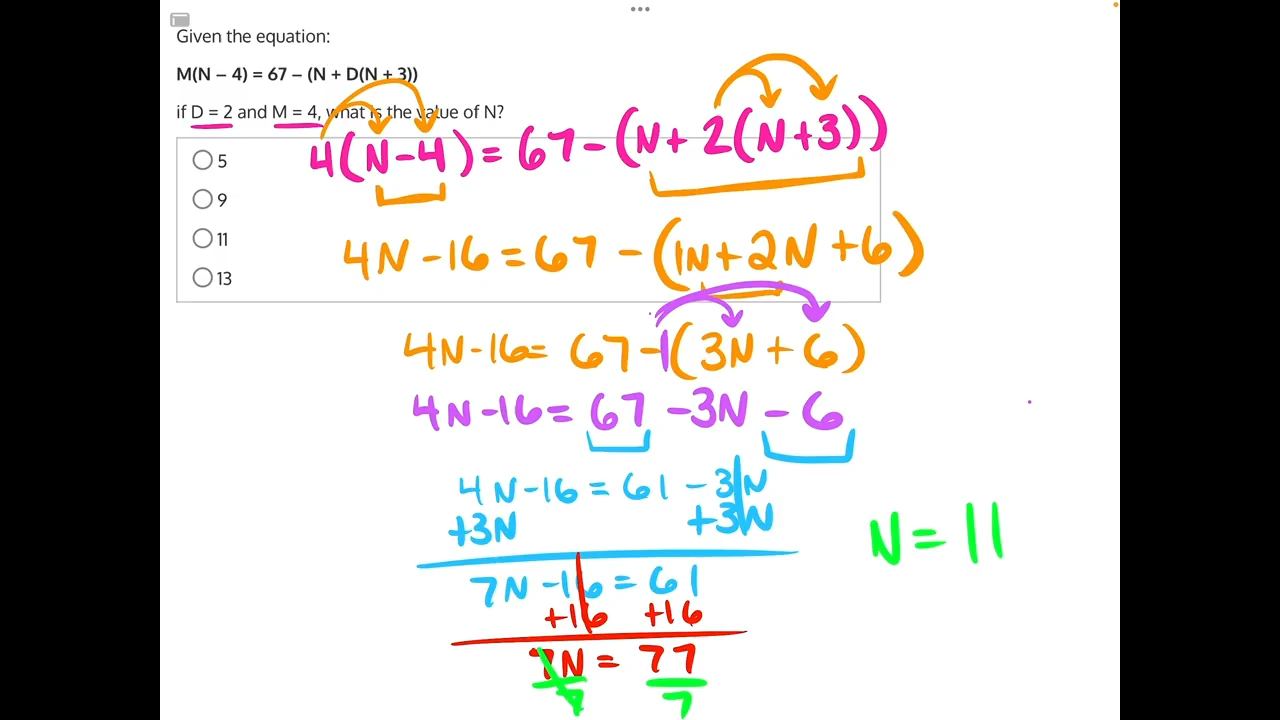 Given the equation:
M(N – 4) = 67 – (N + D(N + 3))
if D = 2 and M = 4, what is the value of N?
4(N-4) = 67-(N+2(N+3))
5
9
11
13
4N-16=67-(1N+2N+6)
4N-16= 67-1(3N+6)
4N-16= 67-3N-6
4N-16=61-3N
+3N +3N
7N-16=61
N=11
+16 +16
7N = 77
7 7